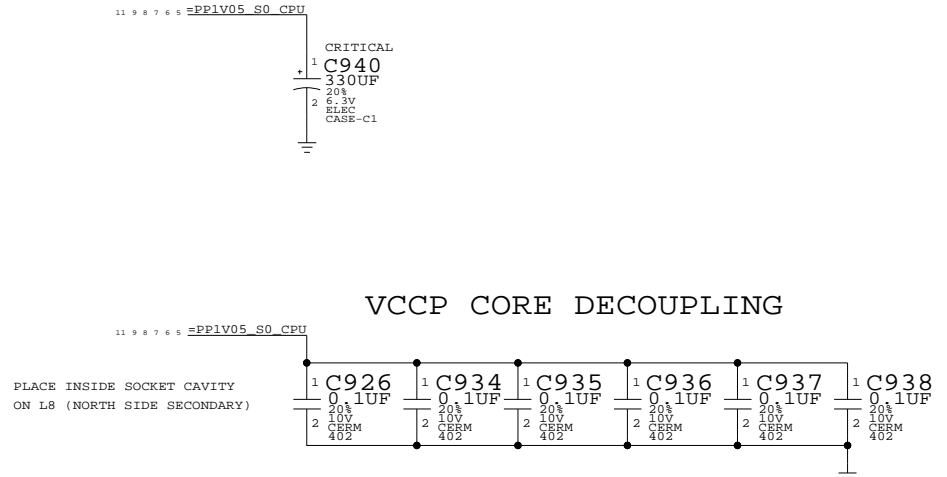 11 9 8 7 6 5 =PP1V05_S0_CPU
CRITICAL
1 C940
+ 330UF
20%
2 6.3V
ELEC
CASE-C1
VCCP CORE DECOUPLING
11 9 8 7 6 5 =PP1V05_S0_CPU
PLACE INSIDE SOCKET CAVITY
ON L8 (NORTH SIDE SECONDARY)
1 C926 1 C934 1 C935 1 C936 1 C937 1 C938
0.1UF 0.1UF 0.1UF 0.1UF 0.1UF 0.1UF
20% 20% 20% 20% 20% 20%
2 10V 2 10V 2 10V 2 10V 2 10V 2 10V
CERM CERM CERM CERM CERM CERM
402 402 402 402 402 402